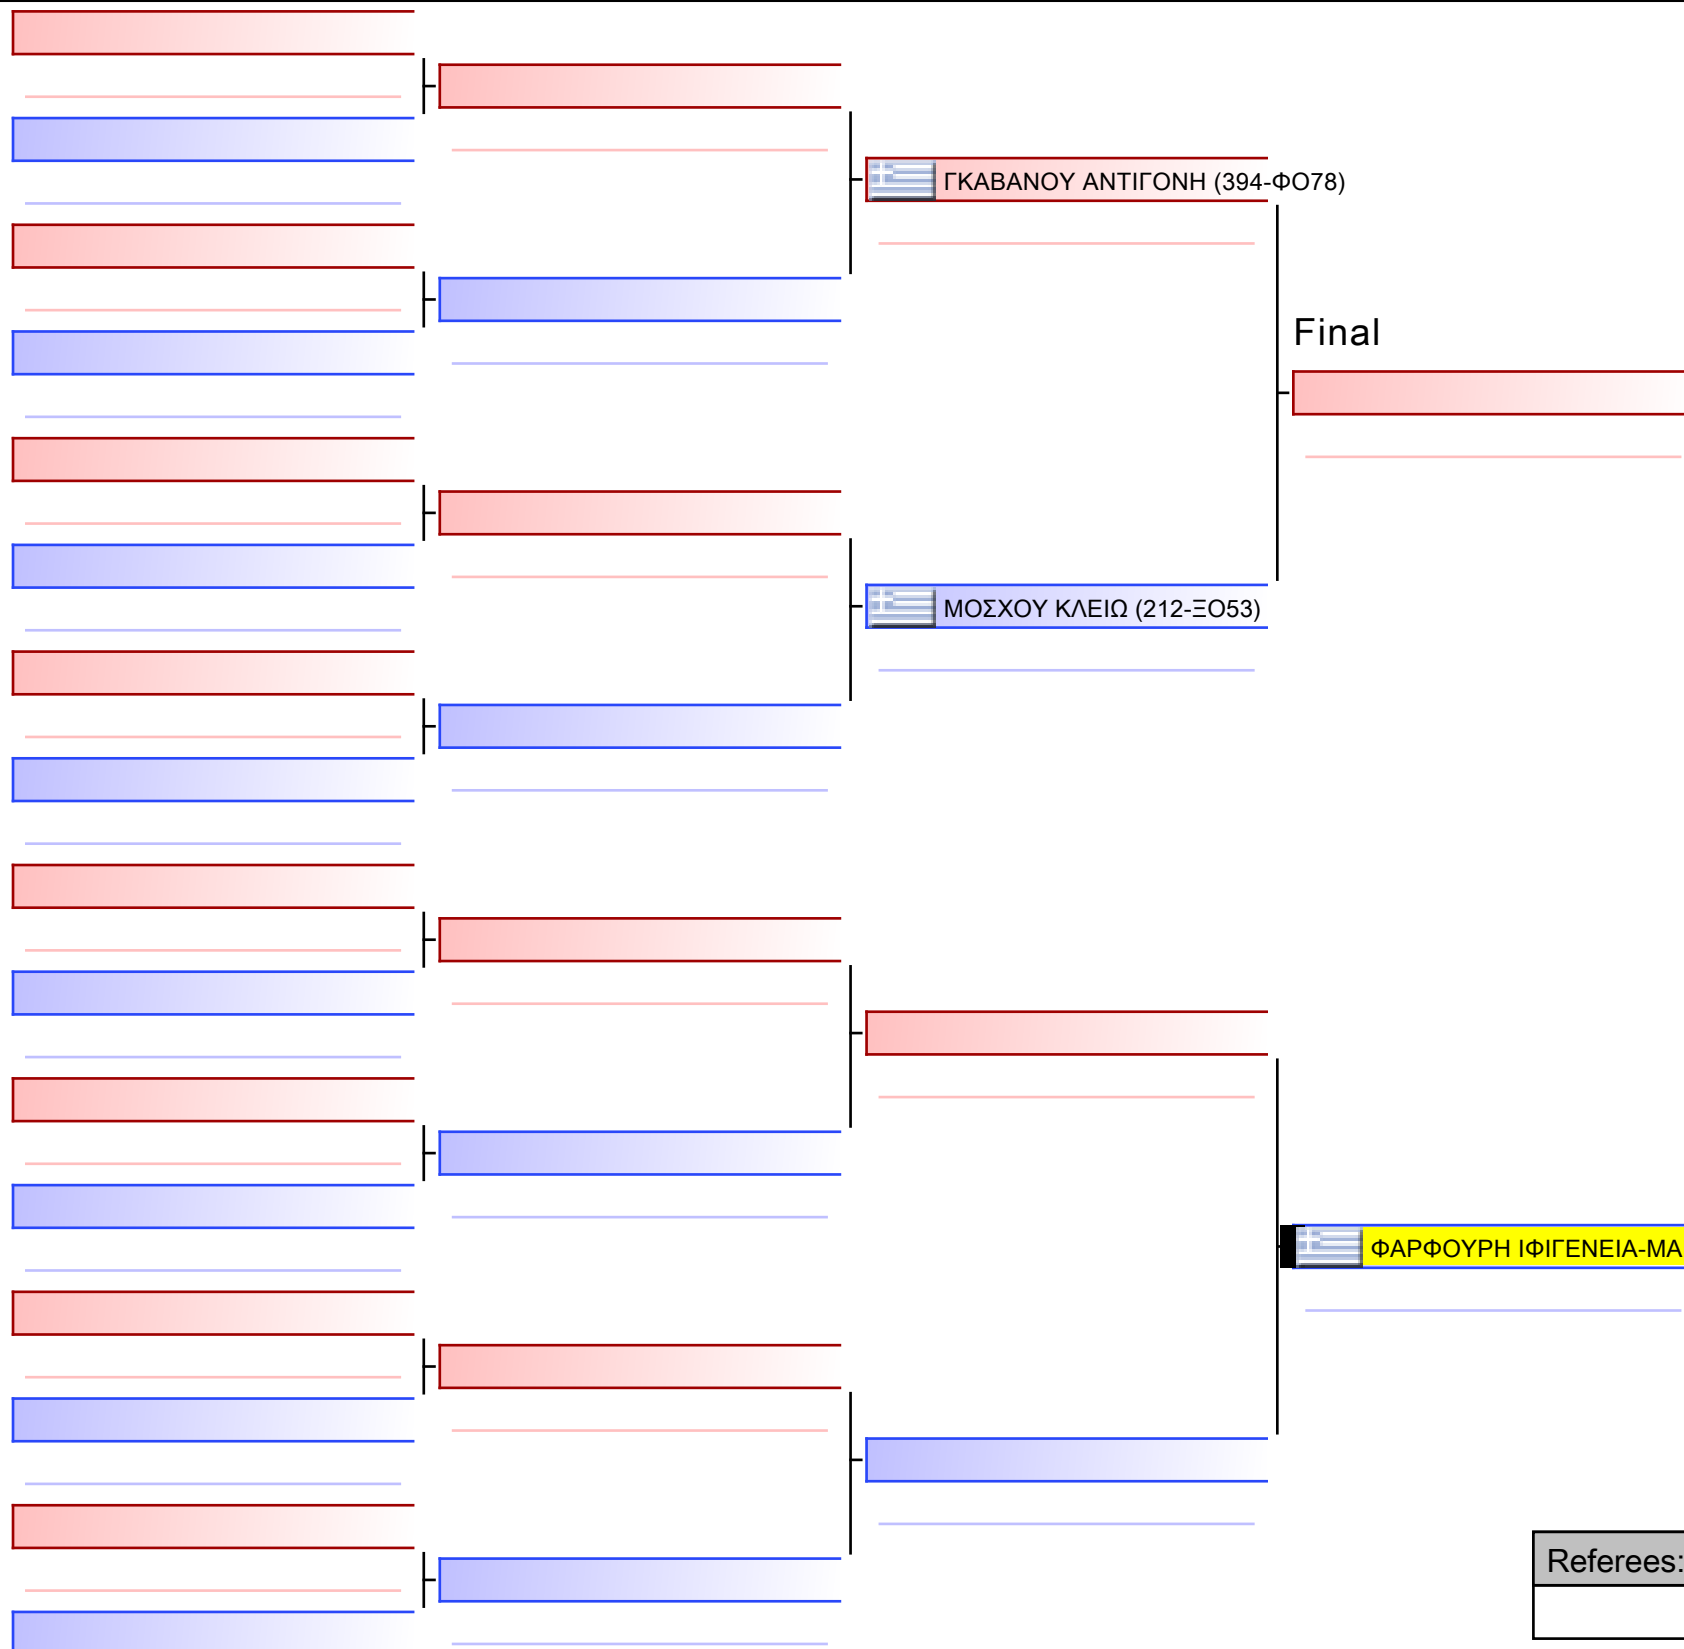 ΓΚΑΒΑΝΟΥ ΑΝΤΙΓΟΝΗ (394-ΦΟ78)
Final
ΜΟΣΧΟΥ ΚΛΕΙΩ (212-ΞΟ53)
ΦΑΡΦΟΥΡΗ ΙΦΙΓΕΝΕΙΑ-ΜΑ
Referees: